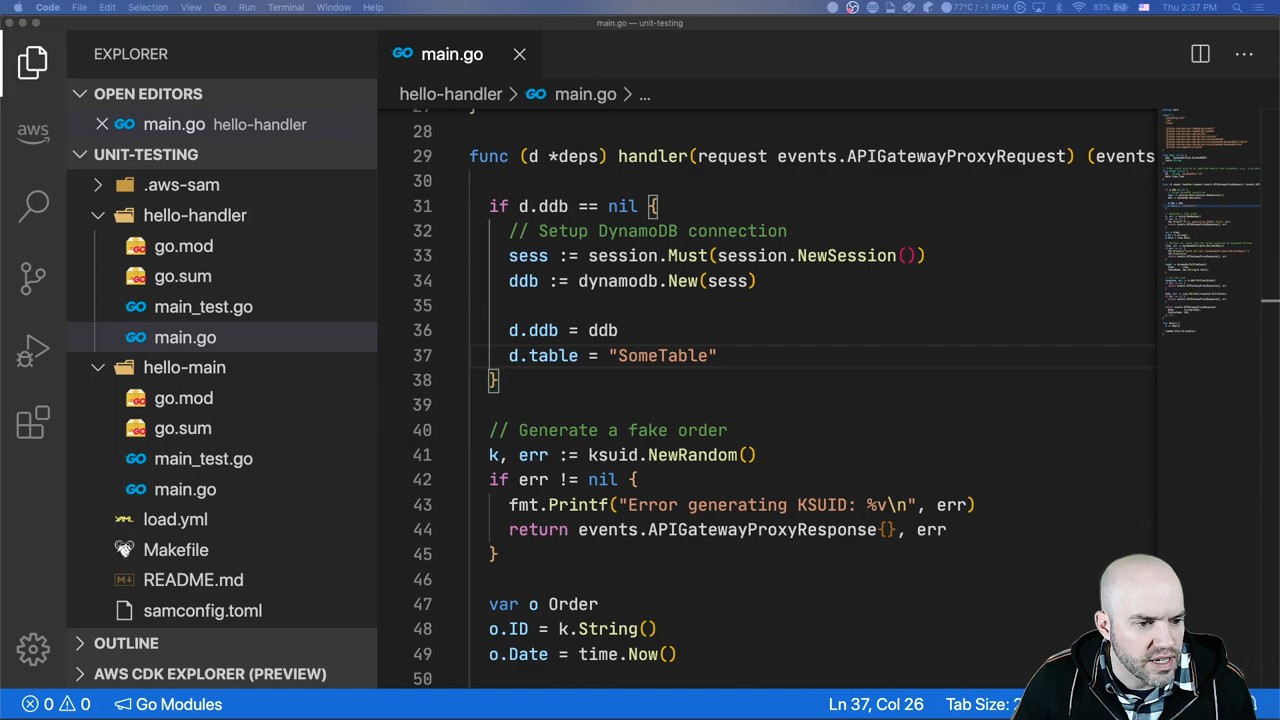 Code File Edit Selection View Go Run Terminal Window Help 77°C / -1 RPM 83% Thu 2:37 PM
main.go — unit-testing
EXPLORER
main.go
OPEN EDITORS
hello-handler > main.go > ...
main.go hello-handler
UNIT-TESTING
.aws-sam
hello-handler
go.mod
go.sum
main_test.go
main.go
hello-main
go.mod
go.sum
main_test.go
main.go
load.yml
Makefile
README.md
samconfig.toml
OUTLINE
AWS CDK EXPLORER (PREVIEW)
aws
28
29 func (d *deps) handler(request events.APIGatewayProxyRequest) (events
30
31 if d.ddb == nil {
32 // Setup DynamoDB connection
33 sess := session.Must(session.NewSession())
34 ddb := dynamodb.New(sess)
35
36 d.ddb = ddb
37 d.table = "SomeTable"
38 }
39
40 // Generate a fake order
41 k, err := ksuid.NewRandom()
42 if err != nil {
43 fmt.Printf("Error generating KSUID: %v\n", err)
44 return events.APIGatewayProxyResponse{}, err
45 }
46
47 var o Order
48 o.ID = k.String()
49 o.Date = time.Now()
50
0 0 Go Modules Ln 37, Col 26 Tab Size: